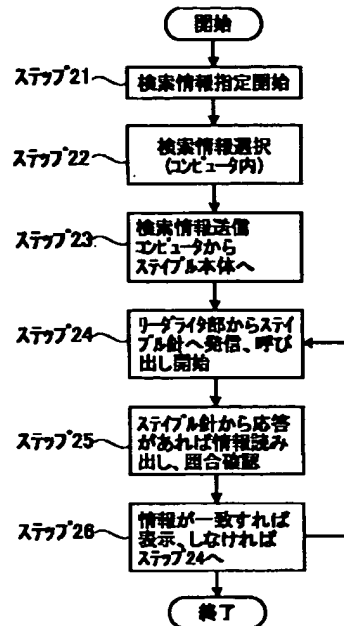 開始
ステップ21
検索情報指定開始
ステップ22
検索情報選択
(コンピュータ内)
ステップ23
検索情報送信
コンピュータから
ステイプル本体へ
ステップ24
リーダライタ部からステイ
プル針へ発信、呼び
出し開始
ステップ25
ステイプル針から応答
があれば情報読み
出し、照合確認
ステップ26
情報が一致すれば
表示、しなければ
ステップ24へ
終了